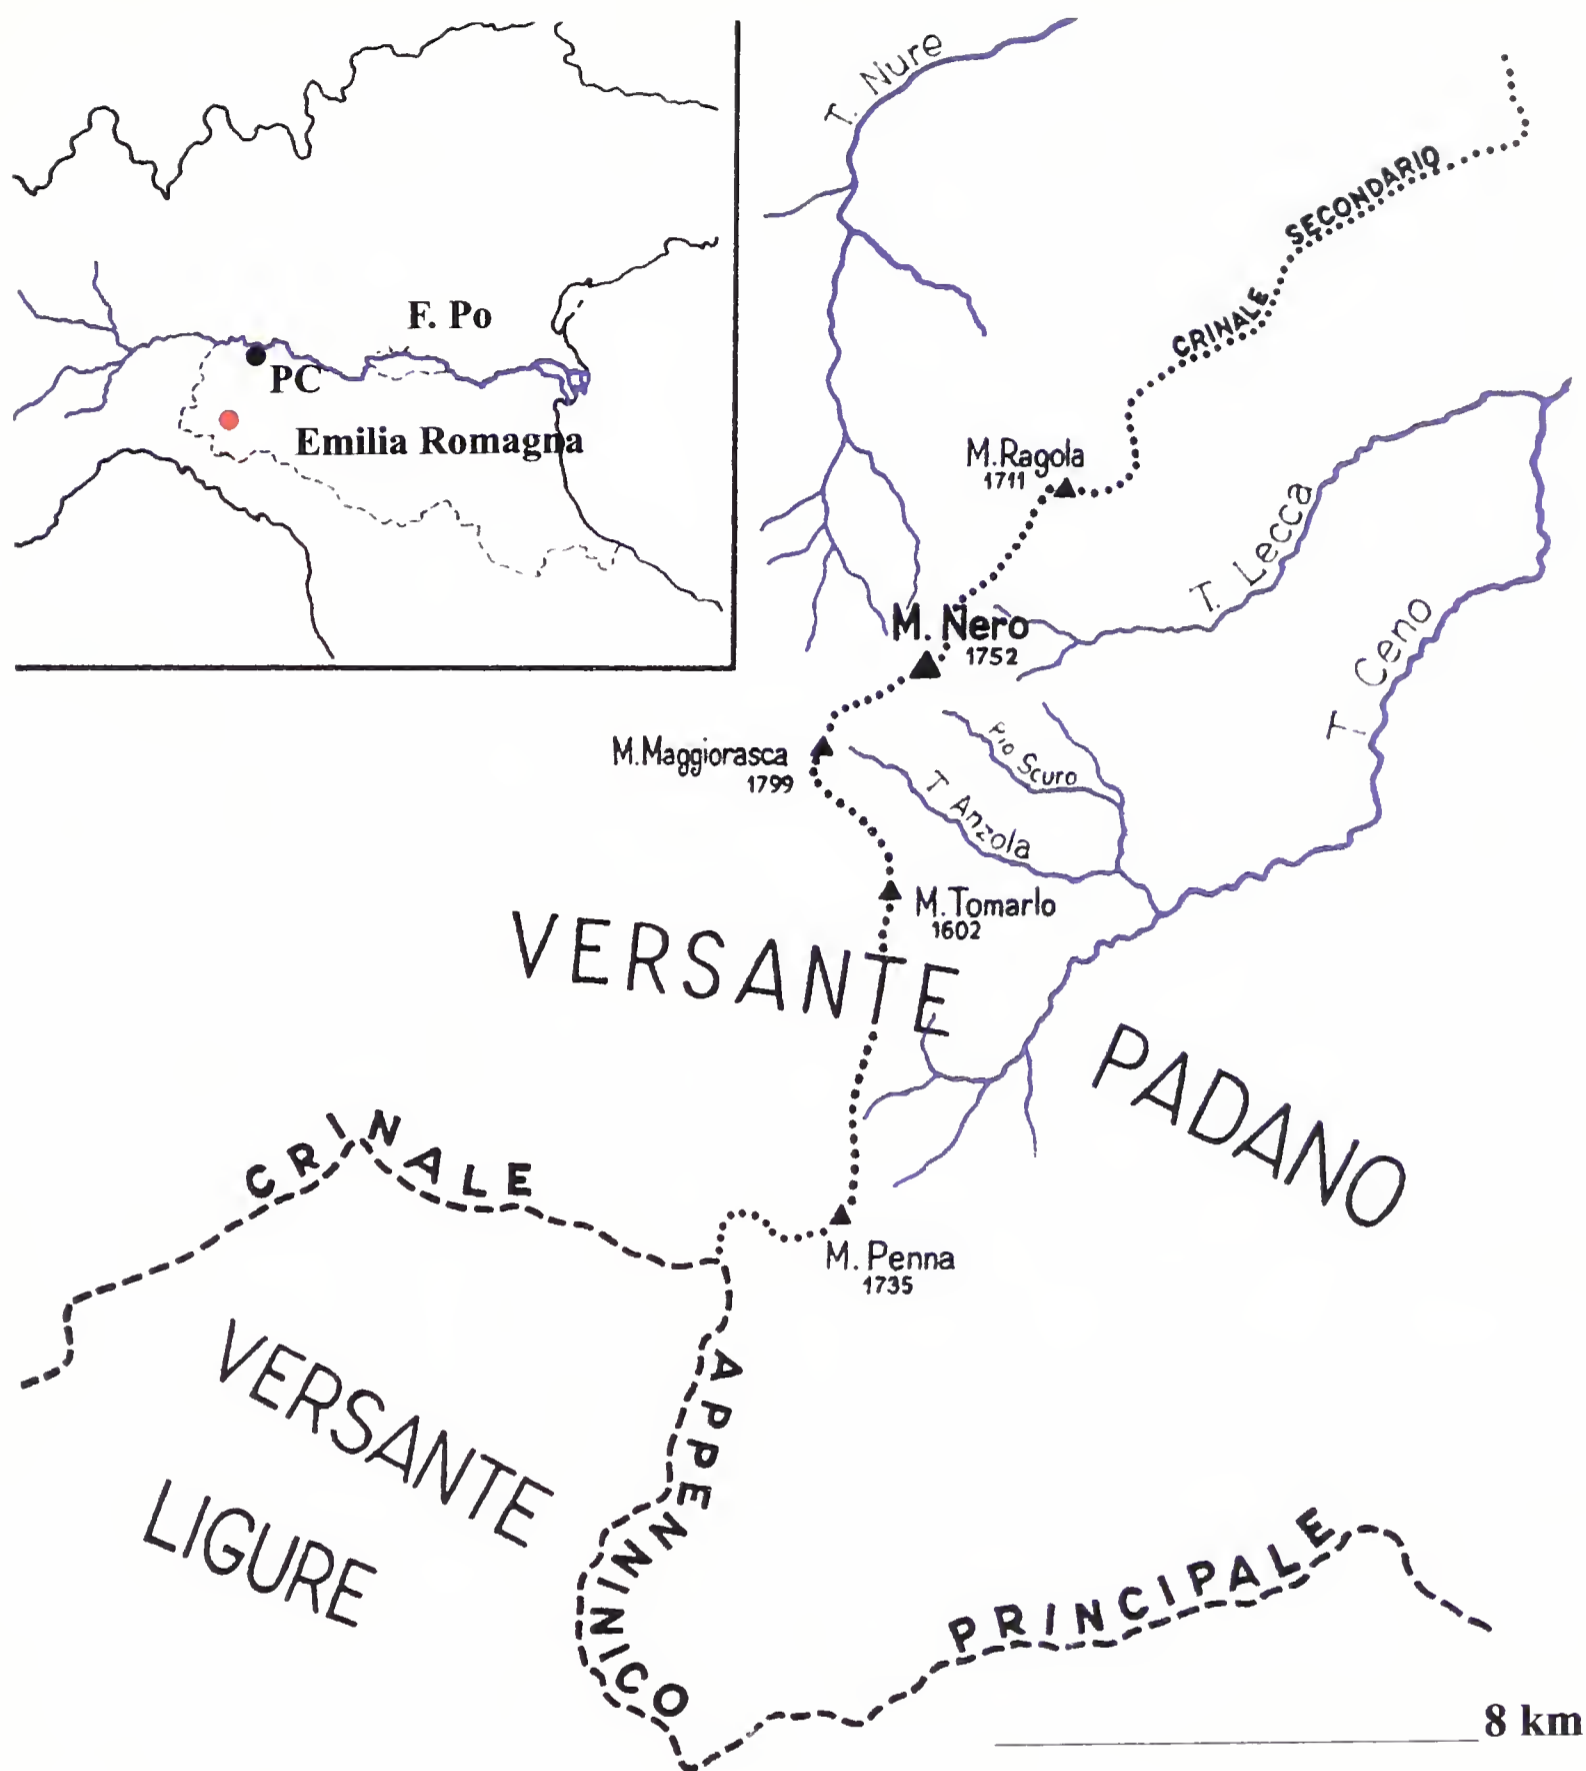 F. Po
PC
Emilia Romagna
T. Nure
CRINALE SECONDARIO
M.Ragola
1711
T. Lecca
M. Nero
1752
T Ceno
M.Maggiorasca
1799
Rio Scuro
T Anzola
M.Tomarlo
1602
VERSANTE PADANO
M. Penna
1735
CRINALE APPENNINICO PRINCIPALE
VERSANTE
LIGURE
8 km